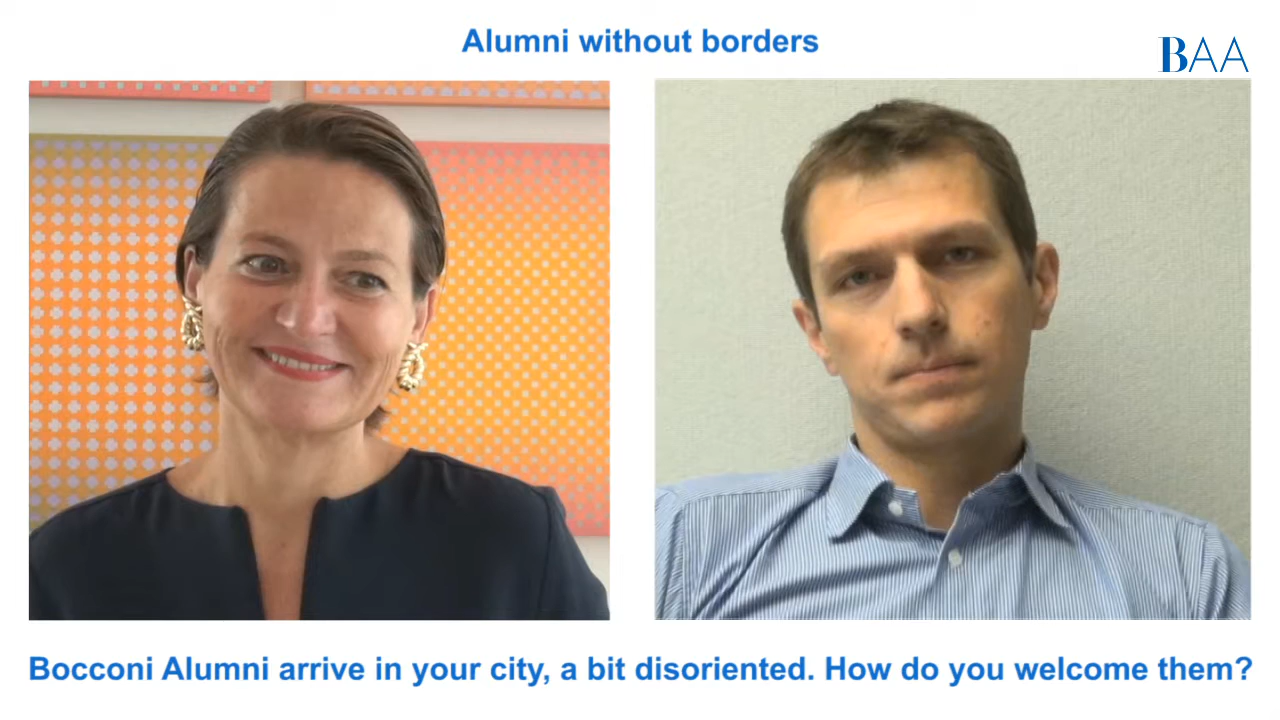 Alumni without borders
BAA
Bocconi Alumni arrive in your city, a bit disoriented. How do you welcome them?